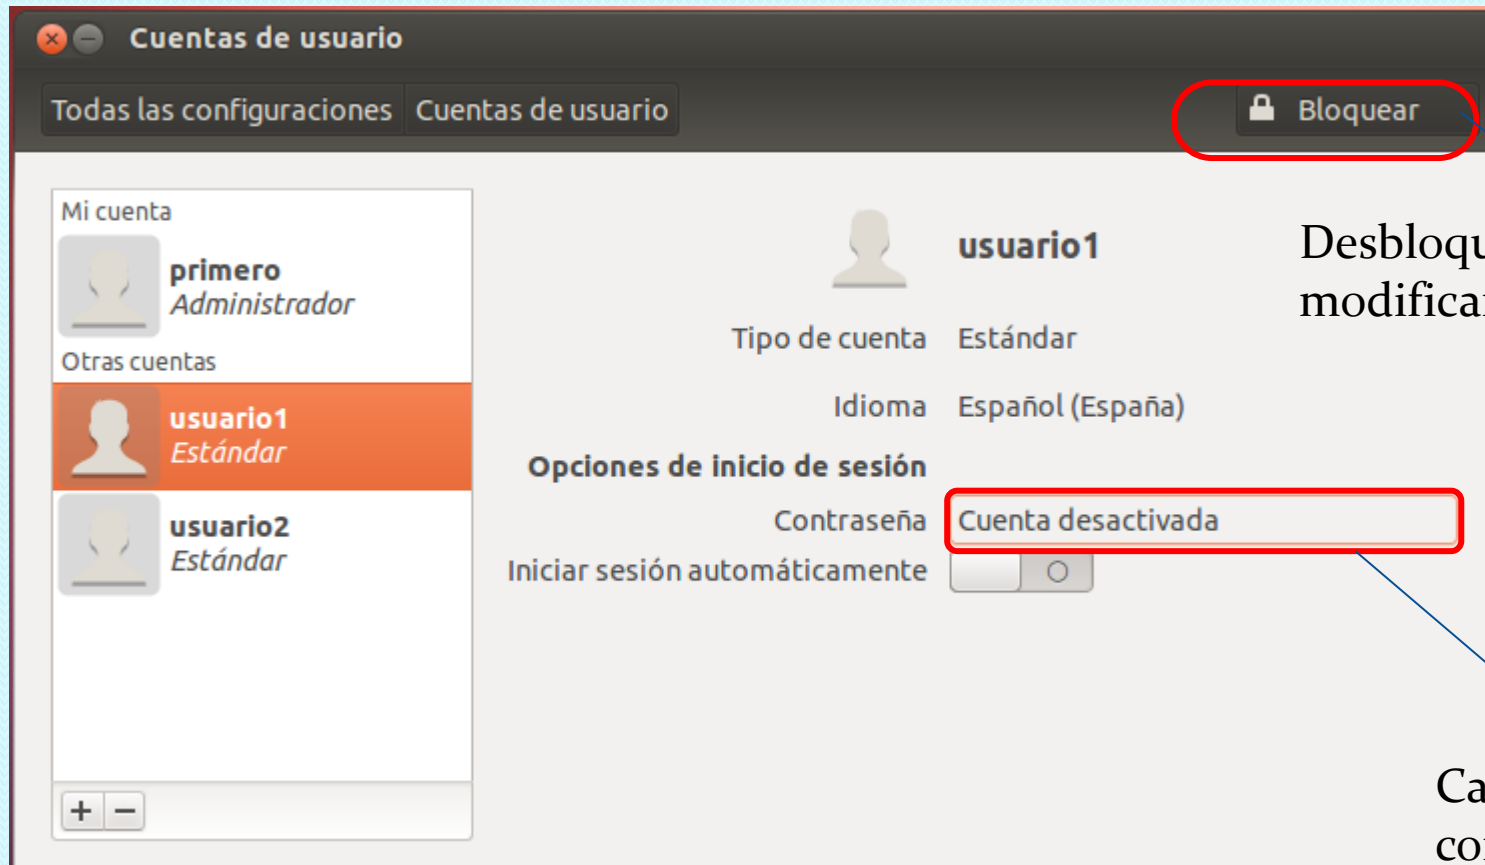 Cuentas de usuario
Todas las configuraciones Cuentas de usuario
Bloquear
Mi cuenta
primero
Administrador
Otras cuentas
usuario1
Estándar
usuario2
Estándar
usuario1
Tipo de cuenta Estándar
Idioma Español (España)
Opciones de inicio de sesión
Contraseña Cuenta desactivada
Iniciar sesión automáticamente